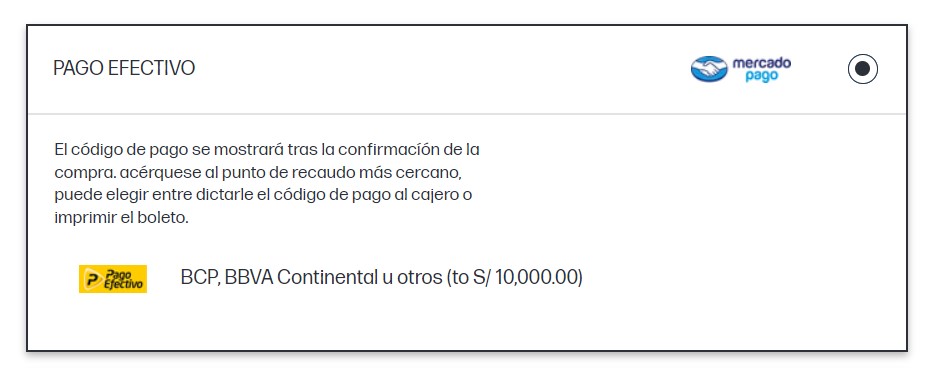 PAGO EFECTIVO
mercado
pago
El código de pago se mostrará tras la confirmacíón de la
compra. acérquese al punto de recaudo más cercano,
puede elegir entre dictarle el código de pago al cajero o
imprimir el boleto.
Pago
Efectivo
BCP, BBVA Continental u otros (to S/ 10,000.00)